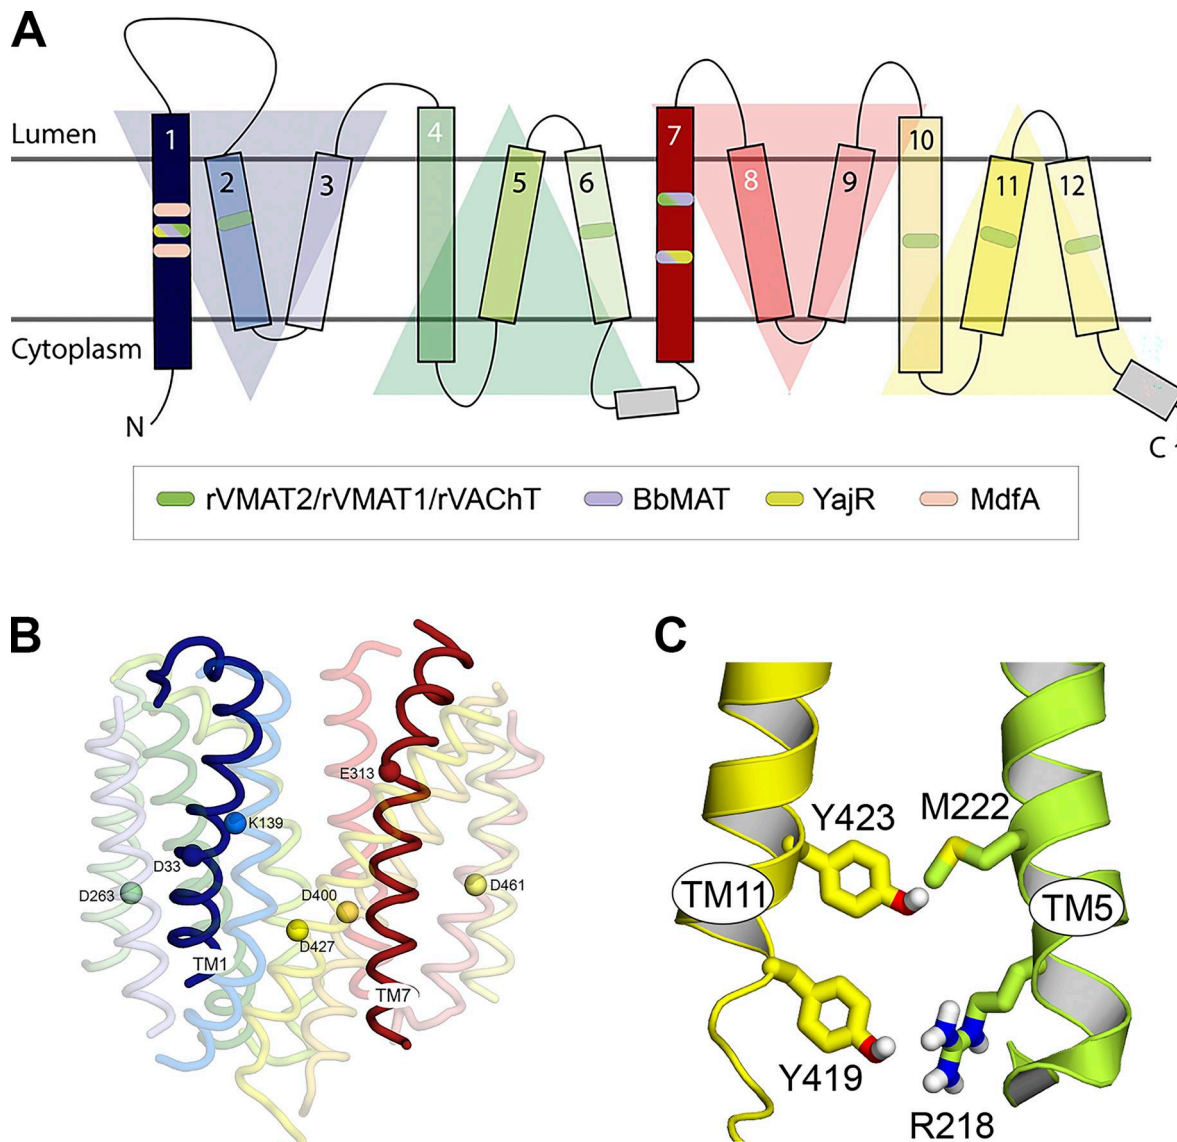 A
Lumen
1
2
3
4
5
6
7
8
9
10
11
12
Cytoplasm
N
C
rVMAT2/rVMAT1/rVAChT
BbMAT
YajR
MdfA
B
E313
K139
D33
D263
D400
D461
D427
TM1
TM7
C
Y423
M222
TM11
TM5
Y419
R218